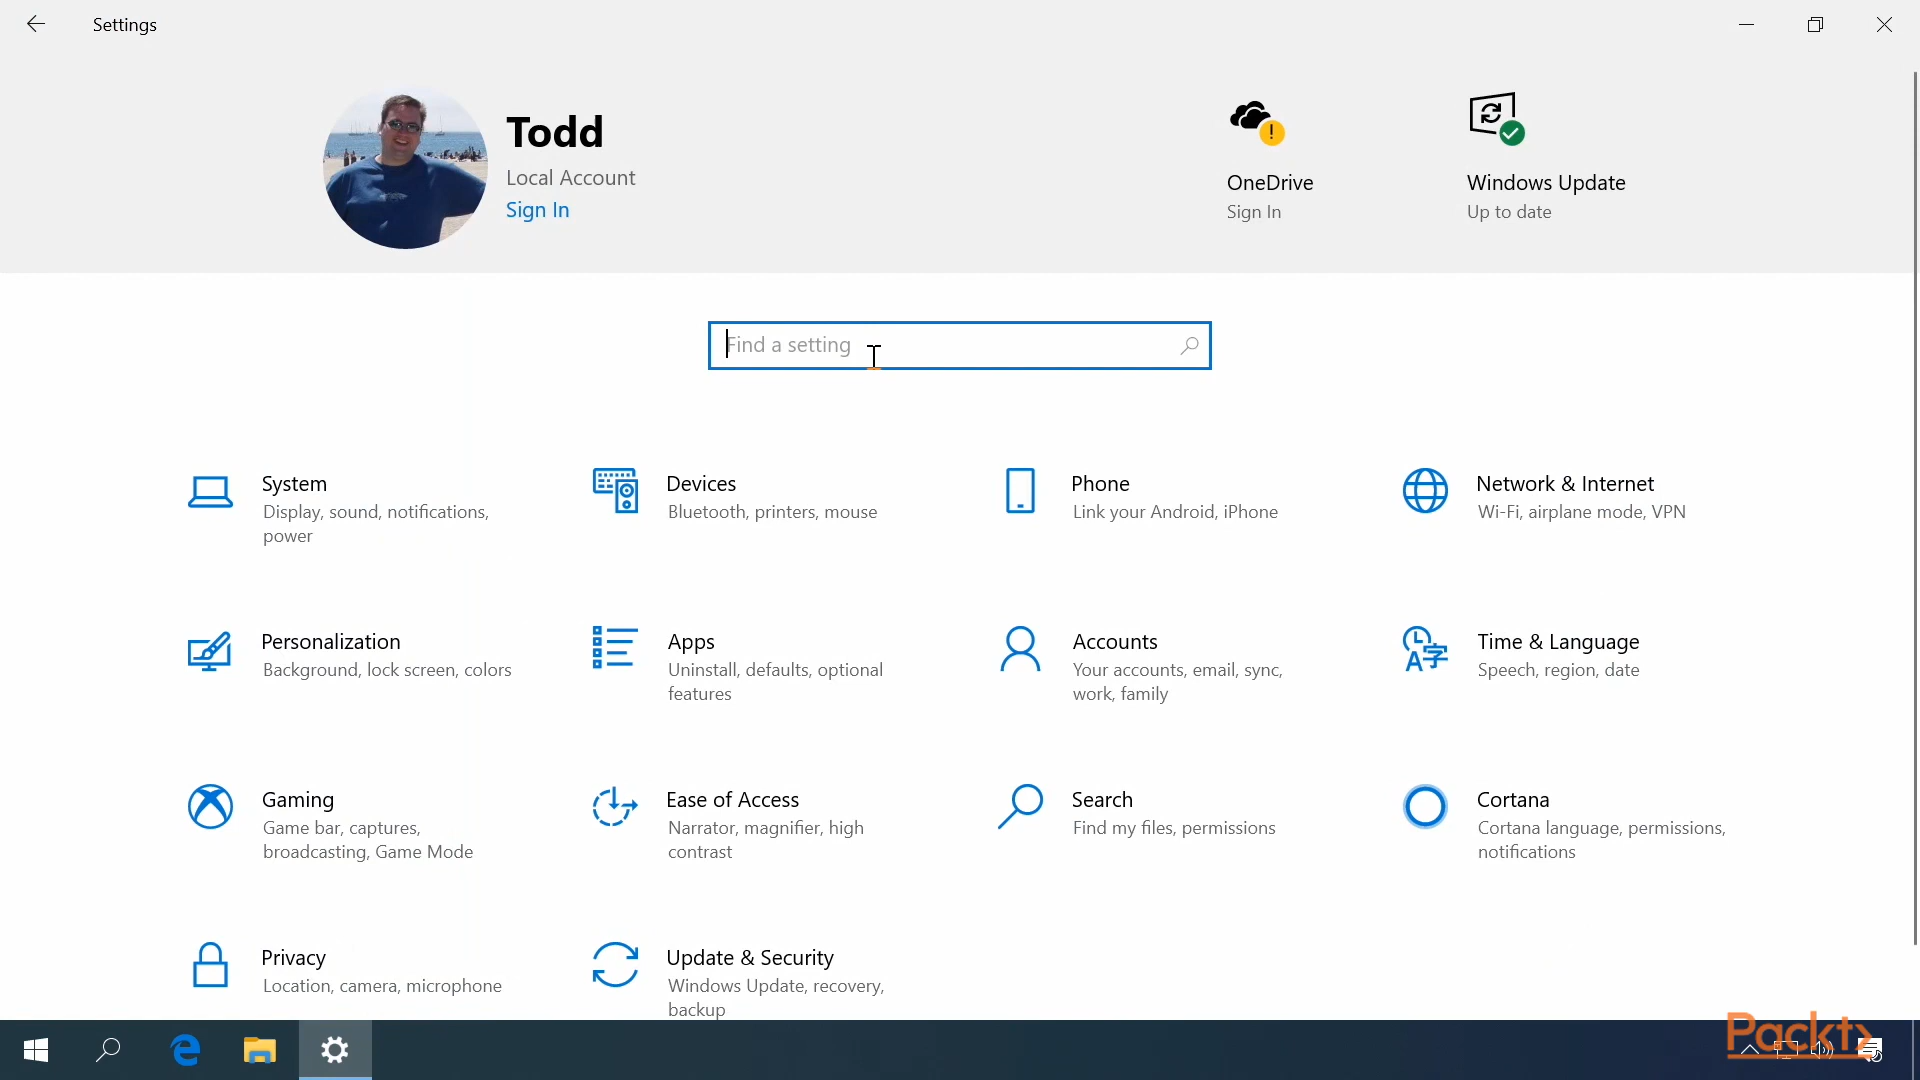 Settings
Todd
Local Account
Sign In
OneDrive
Sign In
Windows Update
Up to date
Find a setting
System
Display, sound, notifications,
power
Devices
Bluetooth, printers, mouse
Phone
Link your Android, iPhone
Network & Internet
Wi-Fi, airplane mode, VPN
Personalization
Background, lock screen, colors
Apps
Uninstall, defaults, optional
features
Accounts
Your accounts, email, sync,
work, family
Time & Language
Speech, region, date
Gaming
Game bar, captures,
broadcasting, Game Mode
Ease of Access
Narrator, magnifier, high
contrast
Search
Find my files, permissions
Cortana
Cortana language, permissions,
notifications
Privacy
Location, camera, microphone
Update & Security
Windows Update, recovery,
backup
Packt>